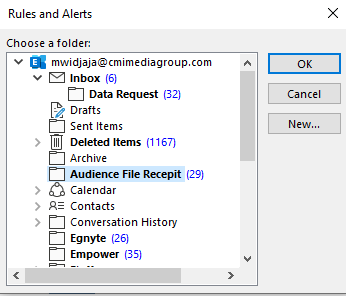 Rules and Alerts
Choose a folder:
mwidjaja@cmimediagroup.com
Inbox (6)
Data Request (32)
Drafts
Sent Items
Deleted Items (1167)
Archive
Audience File Recepit (29)
Calendar
Contacts
Conversation History
Egnyte (26)
Empower (35)
OK
Cancel
New...